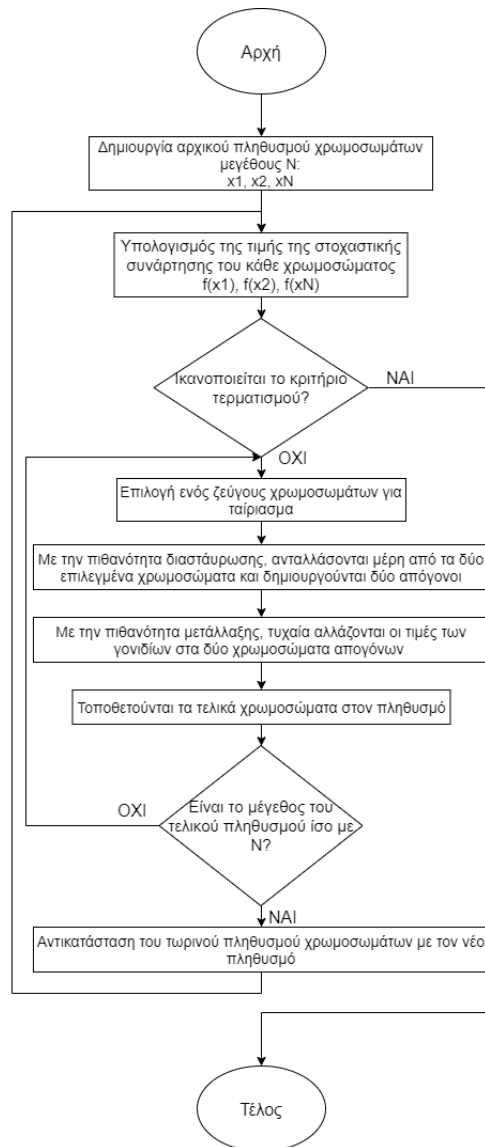 Αρχή
Δημιουργία αρχικού πληθυσμού χρωμοσωμάτων
μεγέθους N:
x1, x2, xN
Υπολογισμός της τιμής της στοχαστικής
συνάρτησης του κάθε χρωμοσώματος
f(x1), f(x2), f(xN)
Ικανοποιείται το κριτήριο
τερματισμού?
ΝΑΙ
ΟΧΙ
Επιλογή ενός ζεύγους χρωμοσωμάτων για
ταίριασμα
Με την πιθανότητα διασταύρωσης, ανταλλάσονται μέρη από τα δύο
επιλεγμένα χρωμοσώματα και δημιουργούνται δύο απόγονοι
Με την πιθανότητα μετάλλαξης, τυχαία αλλάζονται οι τιμές των
γονιδίων στα δύο χρωμοσώματα απογόνων
Τοποθετούνται τα τελικά χρωμοσώματα στον πληθυσμό
ΟΧΙ
Είναι το μέγεθος του
τελικού πληθυσμού ίσο με
N?
ΝΑΙ
Αντικατάσταση του τωρινού πληθυσμού χρωμοσωμάτων με τον νέο
πληθυσμό
Τέλος